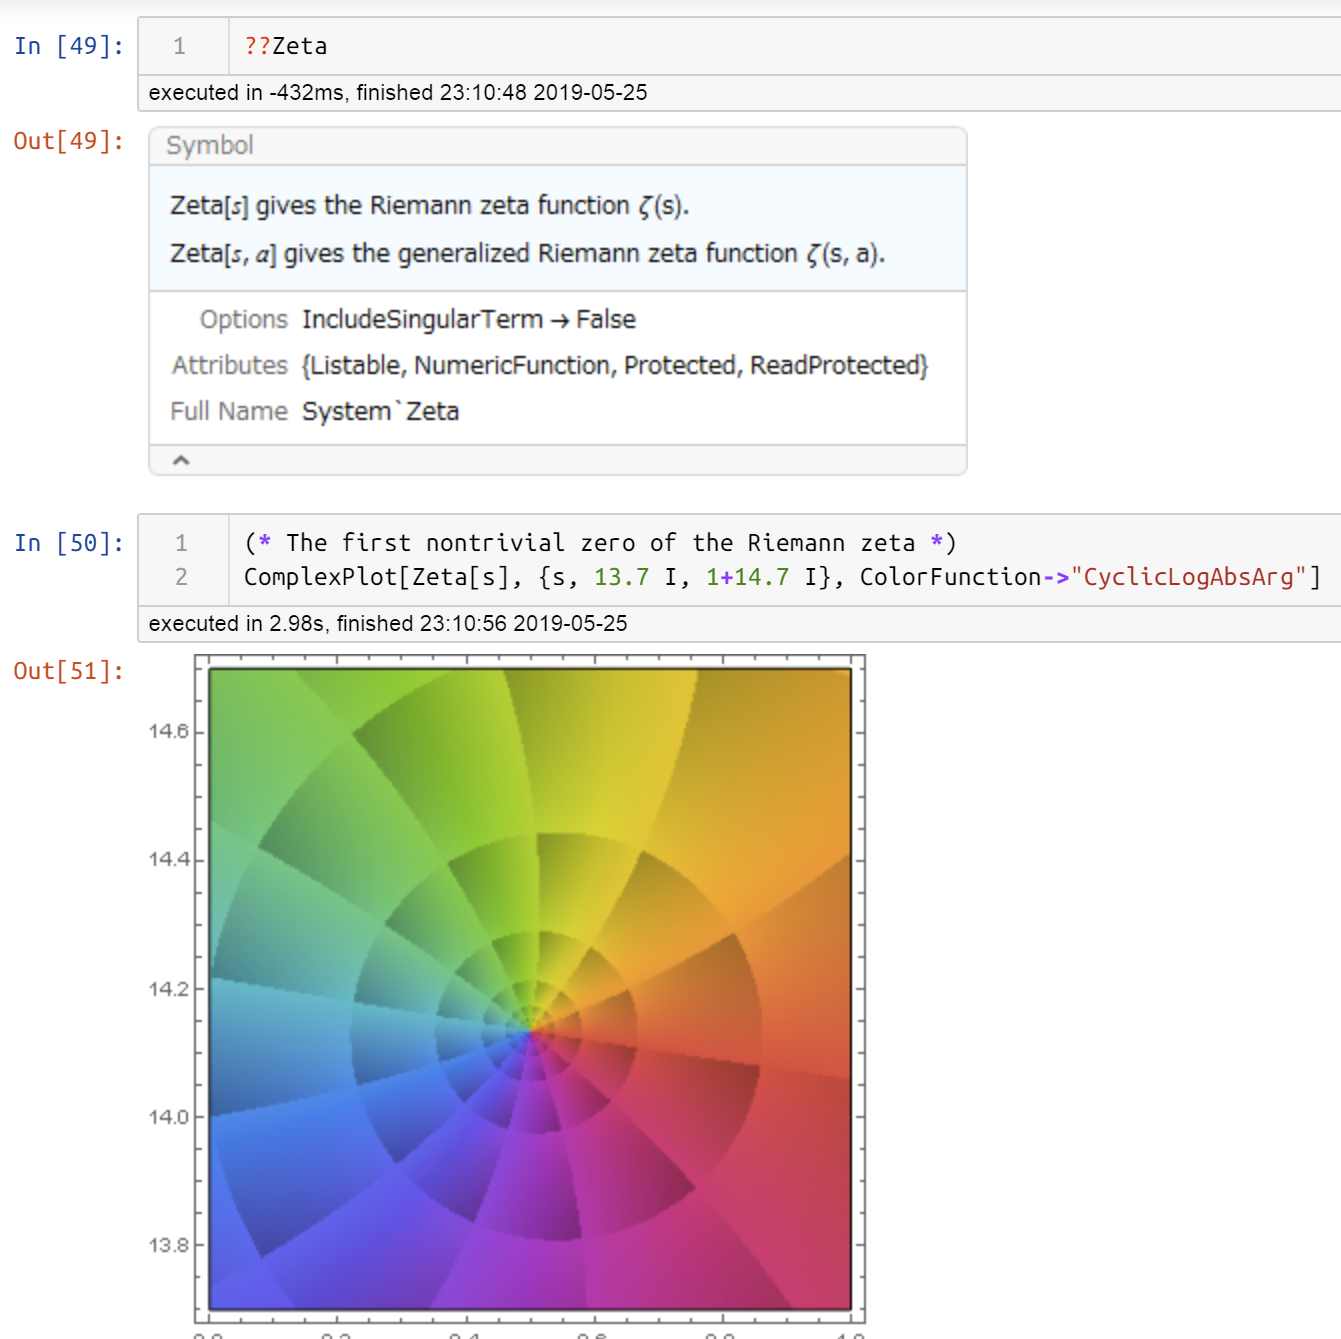 In [49]: 1 ??Zeta
executed in -432ms, finished 23:10:48 2019-05-25
Out[49]: Symbol
Zeta[s] gives the Riemann zeta function ζ(s).
Zeta[s, a] gives the generalized Riemann zeta function ζ(s, a).
Options IncludeSingularTerm → False
Attributes {Listable, NumericFunction, Protected, ReadProtected}
Full Name System`Zeta
In [50]: 1 (* The first nontrivial zero of the Riemann zeta *)
2 ComplexPlot[Zeta[s], {s, 13.7 I, 1+14.7 I}, ColorFunction->"CyclicLogAbsArg"]
executed in 2.98s, finished 23:10:56 2019-05-25
Out[51]:
14.6
14.4
14.2
14.0
13.8